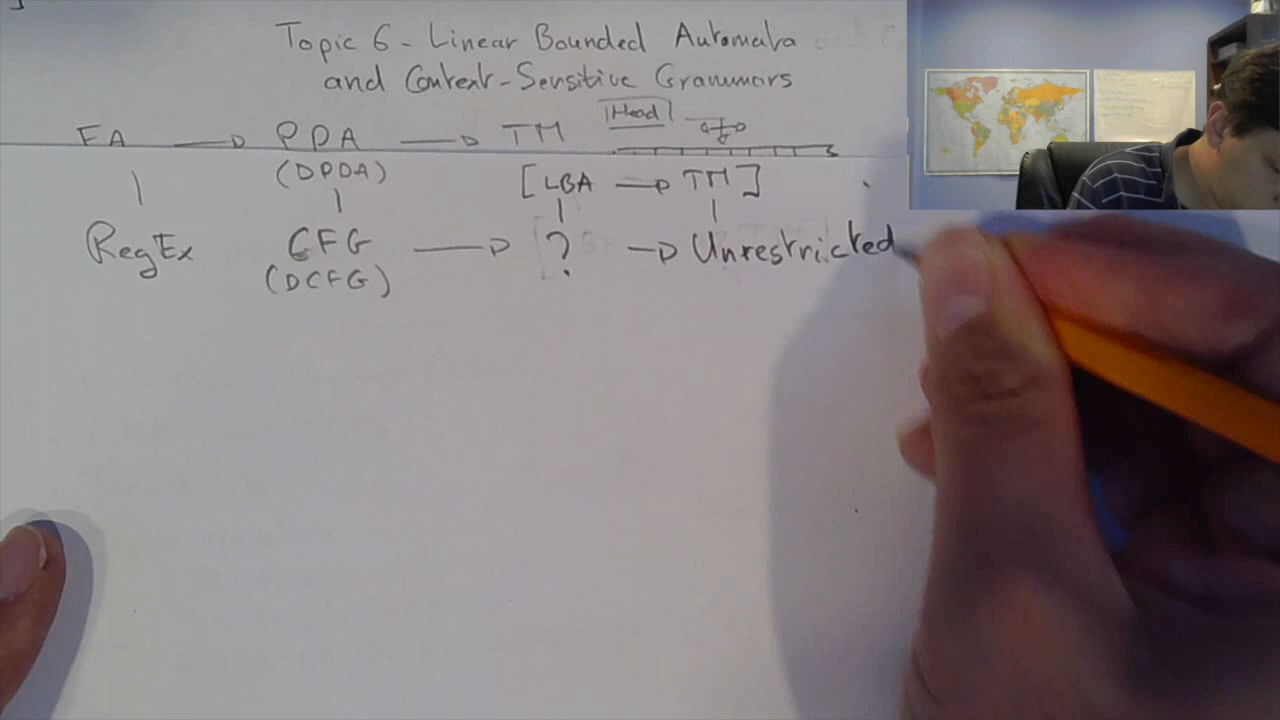 Topic 6 - Linear Bounded Automata
and Context-Sensitive Grammars
Head
FA → PDA → TM
(DPDA) [LBA → TM]
RegEx CFG → ? → Unrestricted
(DCFG)